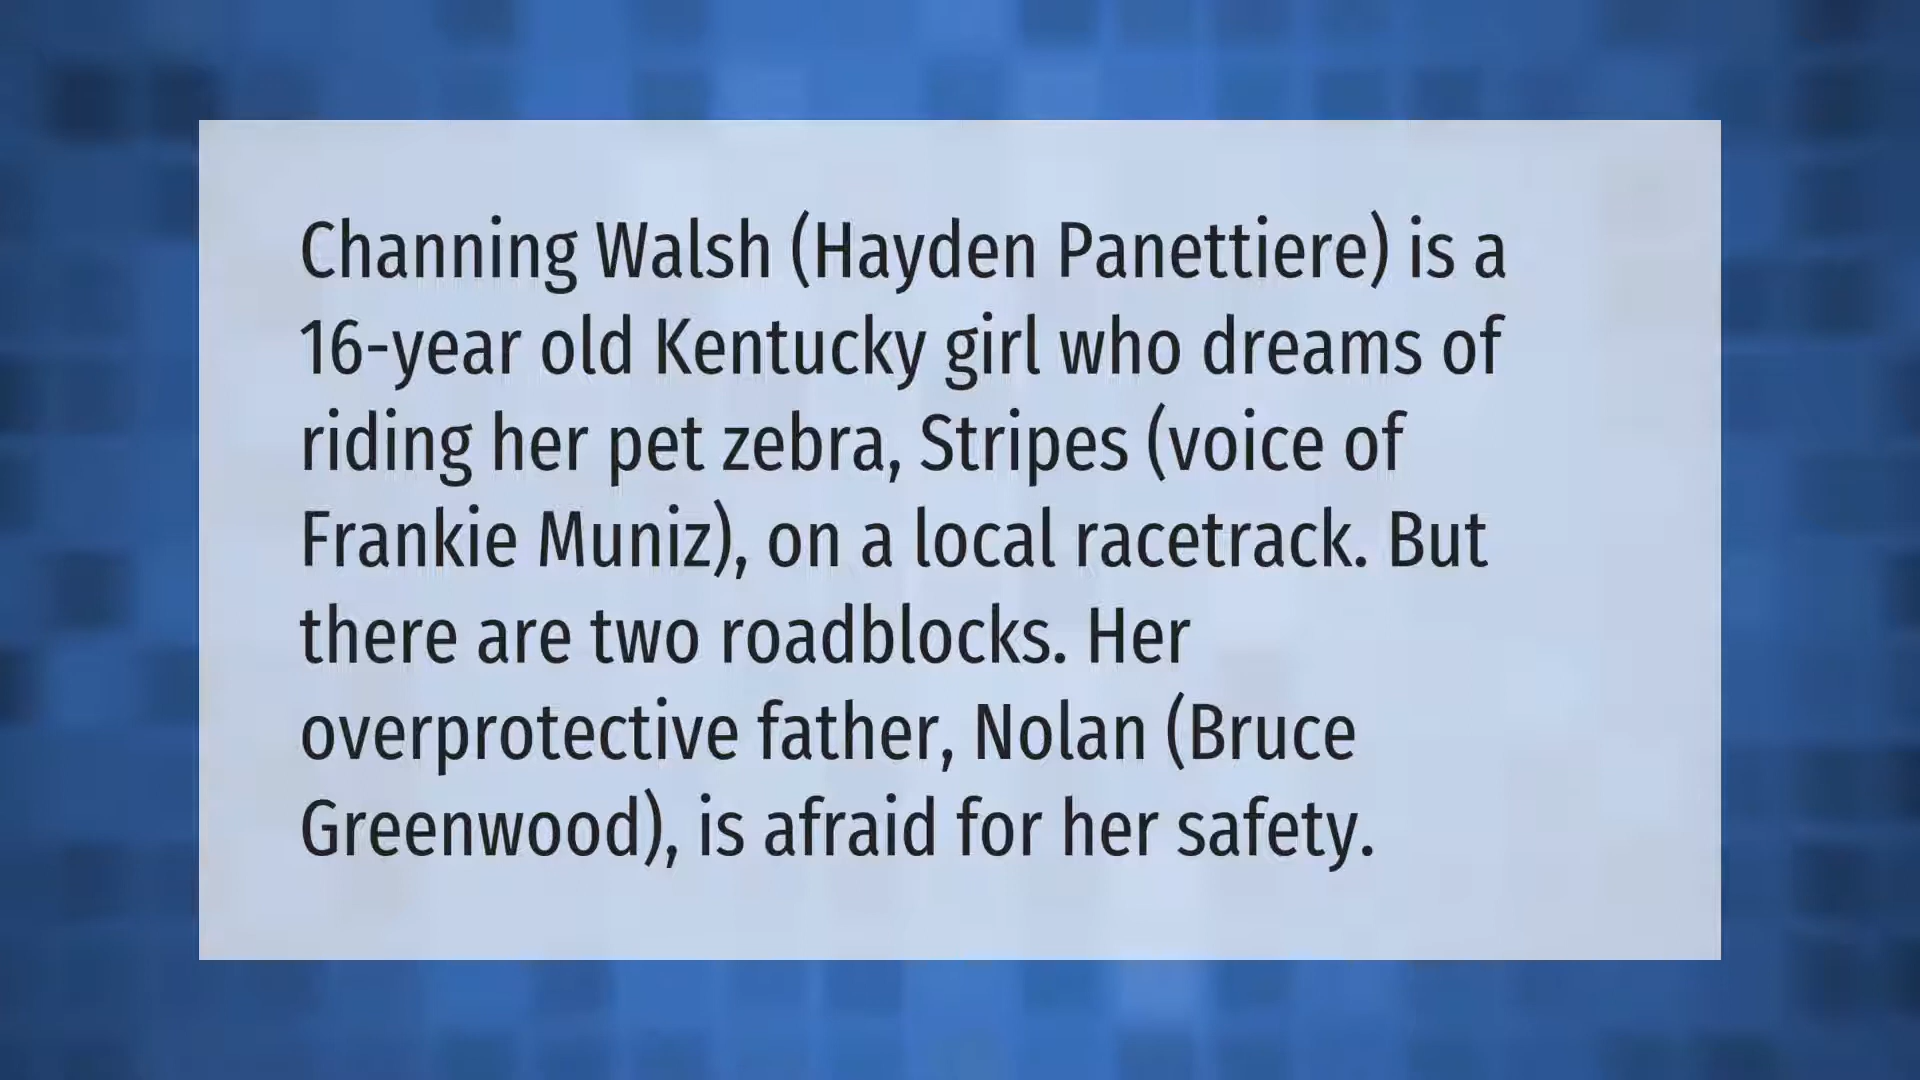 Channing Walsh (Hayden Panettiere) is a
16-year old Kentucky girl who dreams of
riding her pet zebra, Stripes (voice of
Frankie Muniz), on a local racetrack. But
there are two roadblocks. Her
overprotective father, Nolan (Bruce
Greenwood), is afraid for her safety.